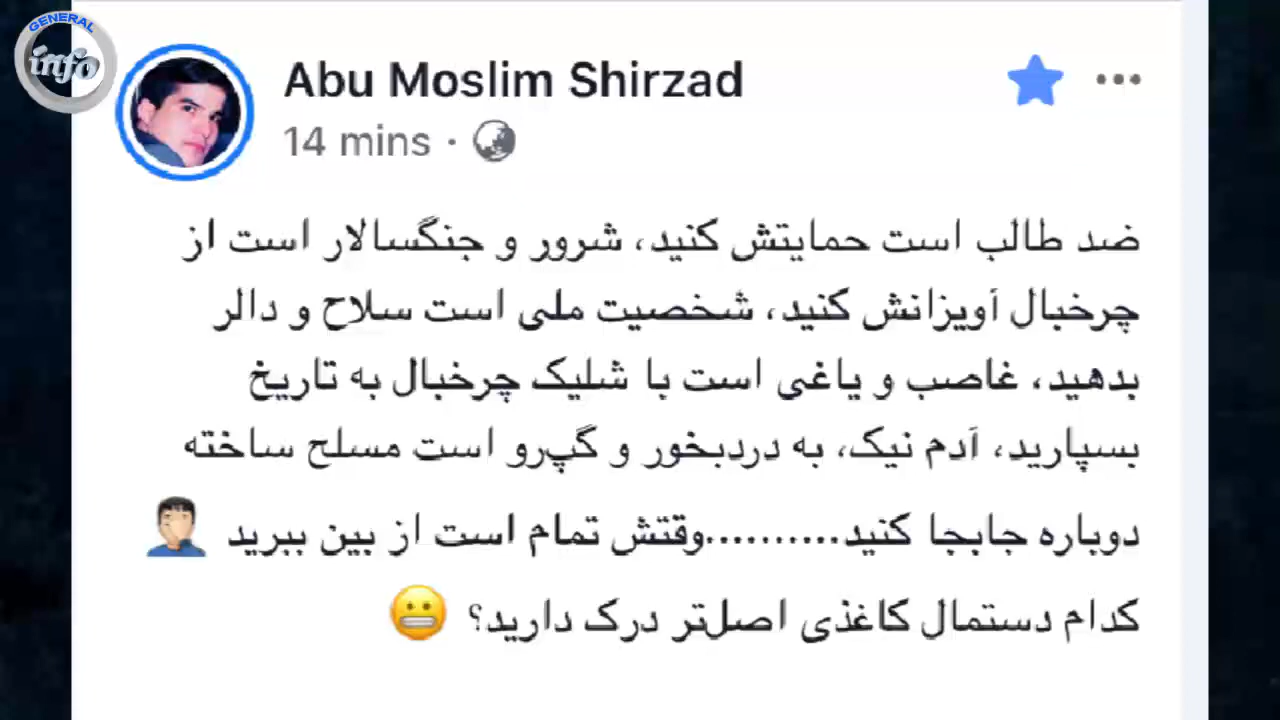 GENERAL
info
Abu Moslim Shirzad
14 mins ·
ضد طالب است حمایتش کنید، شرور و جنگسالار است از
چرخبال آویزانش کنید، شخصیت ملی است سلاح و دالر
بدهید، غاصب و یاغی است با شلیک چرخبال به تاریخ
بسپارید، آدم نیک، به دردبخور و گپ‌رو است مسلح ساخته
دوباره جابجا کنید..........وقتش تمام است از بین ببرید 🤦🏻‍♂️
کدام دستمال کاغذی اصل‌تر درک دارید؟ 😬